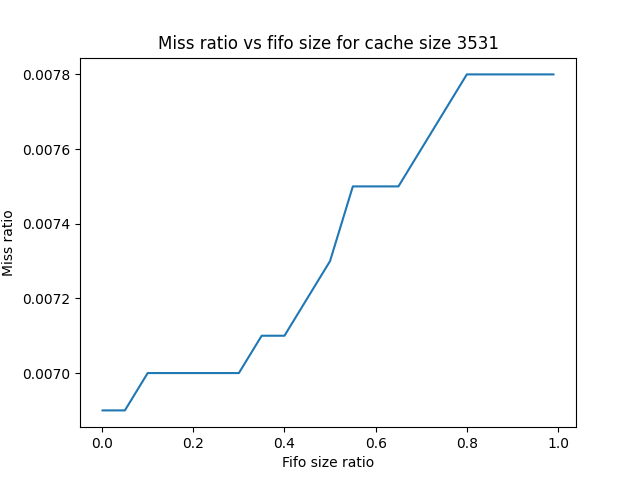 Miss ratio vs fifo size for cache size 3531
0.0078
0.0076
0.0074
0.0072
0.0070
Miss ratio
0.0 0.2 0.4 0.6 0.8 1.0
Fifo size ratio